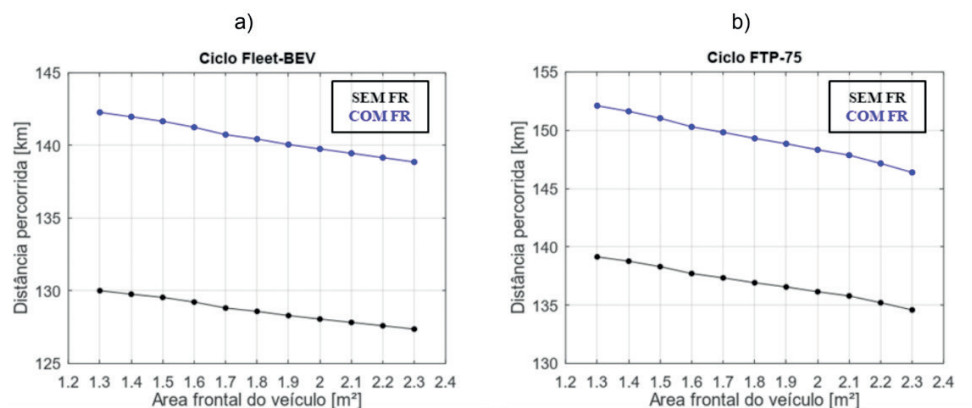 a)
Ciclo Fleet-BEV
145
140
135
130
125
Distância percorrida [km]
SEM FR
COM FR
1.2 1.3 1.4 1.5 1.6 1.7 1.8 1.9 2 2.1 2.2 2.3 2.4
Area frontal do veículo [m²]
b)
Ciclo FTP-75
155
150
145
140
135
130
Distância percorrida [km]
SEM FR
COM FR
1.2 1.3 1.4 1.5 1.6 1.7 1.8 1.9 2 2.1 2.2 2.3 2.4
Area frontal do veículo [m²]